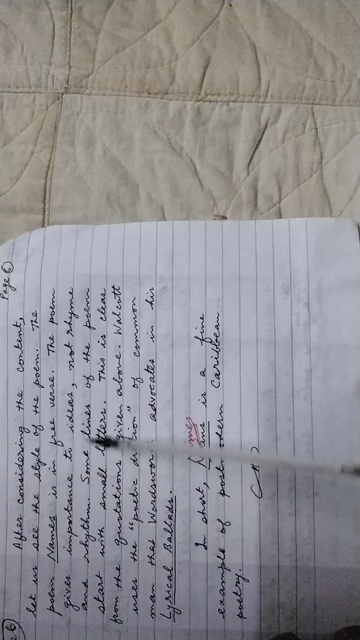 Page 6
After considering the content,
let us see the style of the poem. The
poem Names is in free verse. The poem
gives importance to ideas, not rhyme
and rhythm. Some lines of the poem
start with small letters. This is clear
from the quotations given above. Walcott
uses the "poetic diction" of common
man that Wordsworth advocates in his
Lyrical Ballads.
In short, Names is a fine
example of post modern Caribbean
poetry.
6